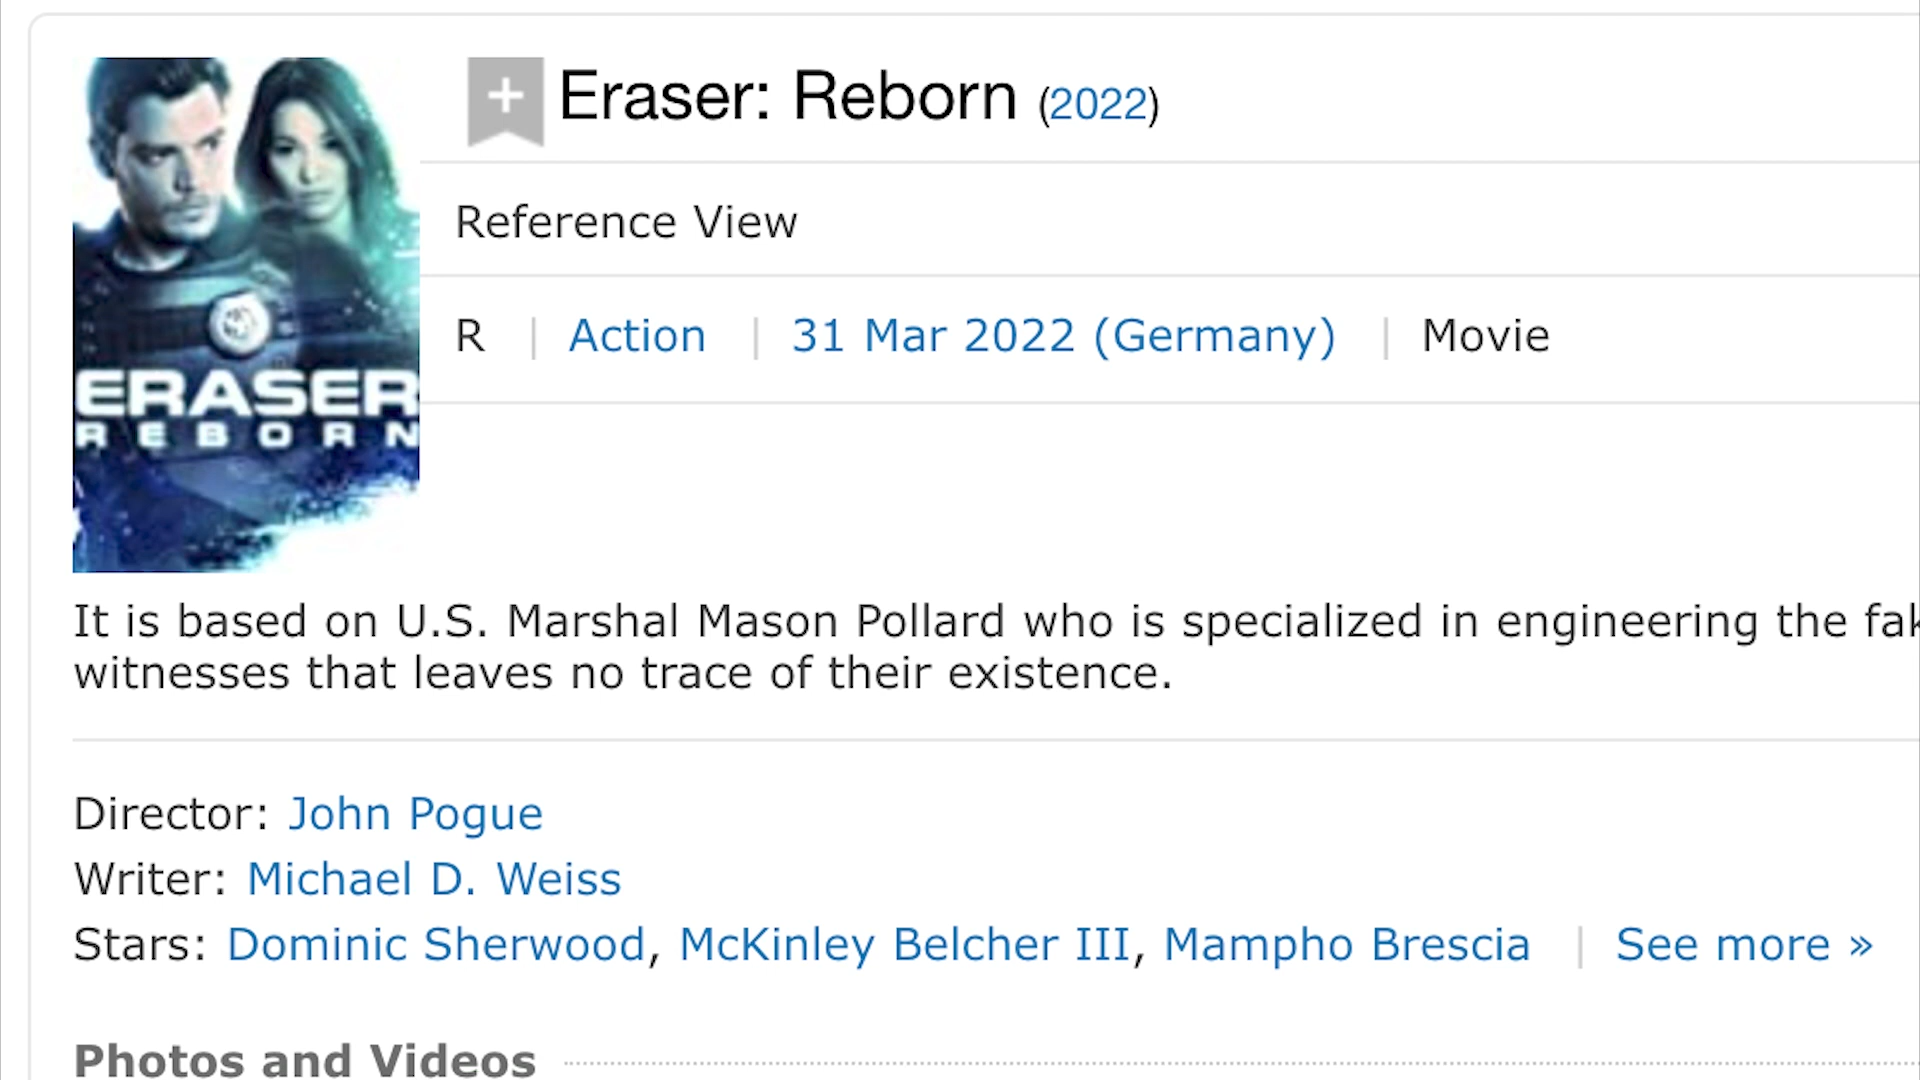 Eraser: Reborn (2022)
Reference View
R | Action | 31 Mar 2022 (Germany) | Movie
ERASER
REBORN
It is based on U.S. Marshal Mason Pollard who is specialized in engineering the
witnesses that leaves no trace of their existence.
Director: John Pogue
Writer: Michael D. Weiss
Stars: Dominic Sherwood, McKinley Belcher III, Mampho Brescia | See more »
Photos and Videos